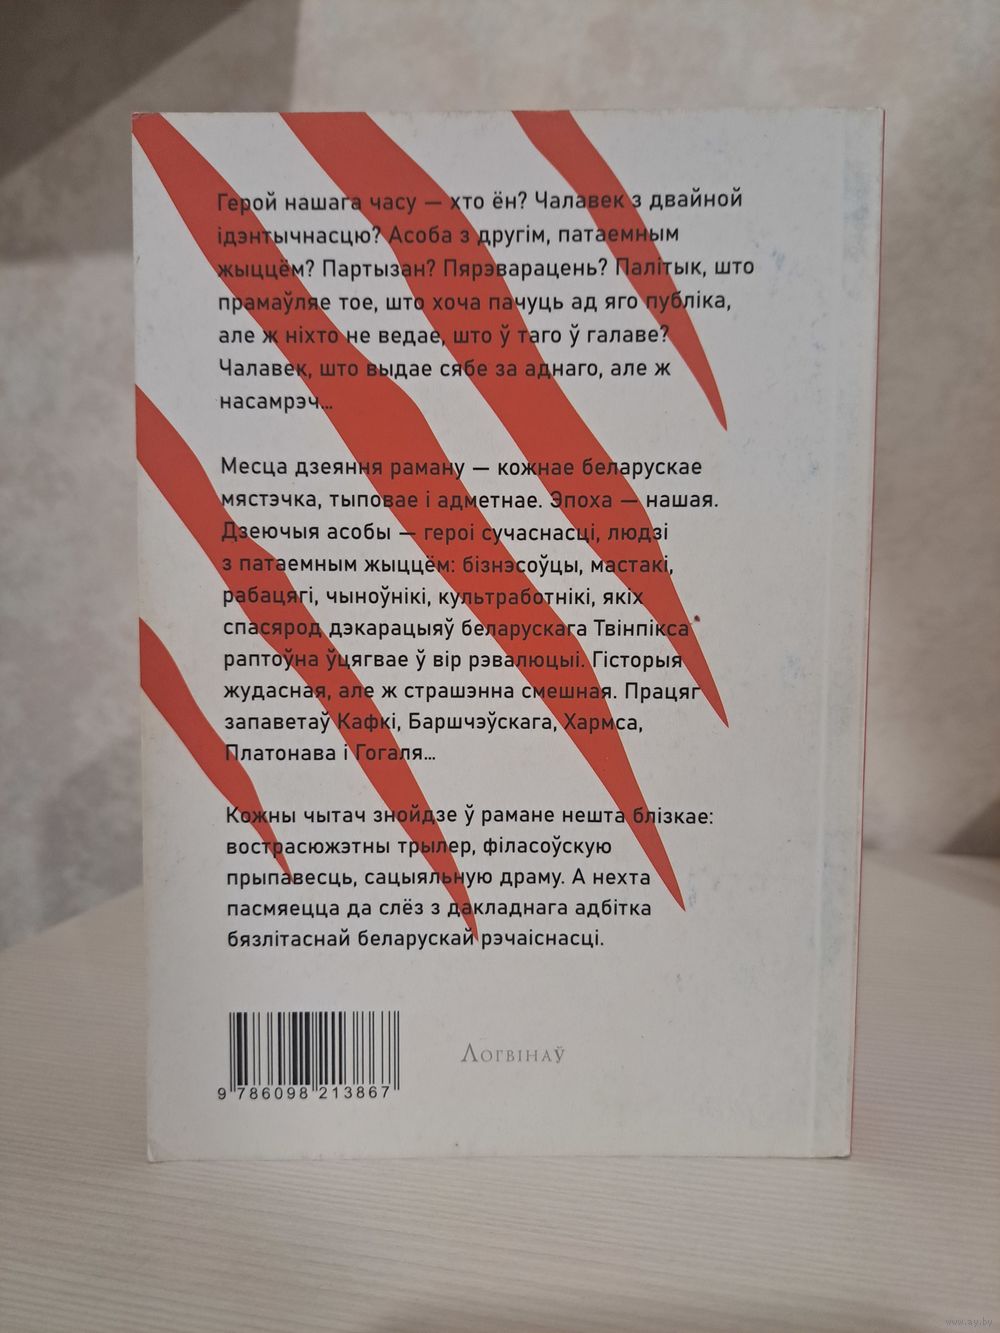 Герой нашага часу — хто ён? Чалавек з двайной
ідэнтычнасцю? Асоба з другім, патаемным
жыццём? Партызан? Пярэварацень? Палітык, што
прамаўляе тое, што хоча пачуць ад яго публіка,
але ж ніхто не ведае, што ў таго ў галаве?
Чалавек, што выдае сябе за аднаго, але ж
насамрэч…
Месца дзеяння раману — кожнае беларускае
мястэчка, тыповае і адметнае. Эпоха — нашая.
Дзеючыя асобы — героі сучаснасці, людзі
з патаемным жыццём: бізнэсоўцы, мастакі,
рабацягі, чыноўнікі, культработнікі, якіх
спасярод дэкарацыяў беларускага Твінпікса
раптоўна ўцягвае ў вір рэвалюцыі. Гісторыя
жудасная, але ж страшэнна смешная. Працяг
запаветаў Кафкі, Баршчэўскага, Хармса,
Платонава і Гогаля…
Кожны чытач знойдзе ў рамане нешта блізкае:
вострасюжэтны трылер, філасоўскую
прыпавесць, сацыяльную драму. А нехта
пасмяецца да слёз з дакладнага адбітка
бязлітаснай беларускай рэчаіснасці.
Логвінаў
9 786098 213867
www.ay.by